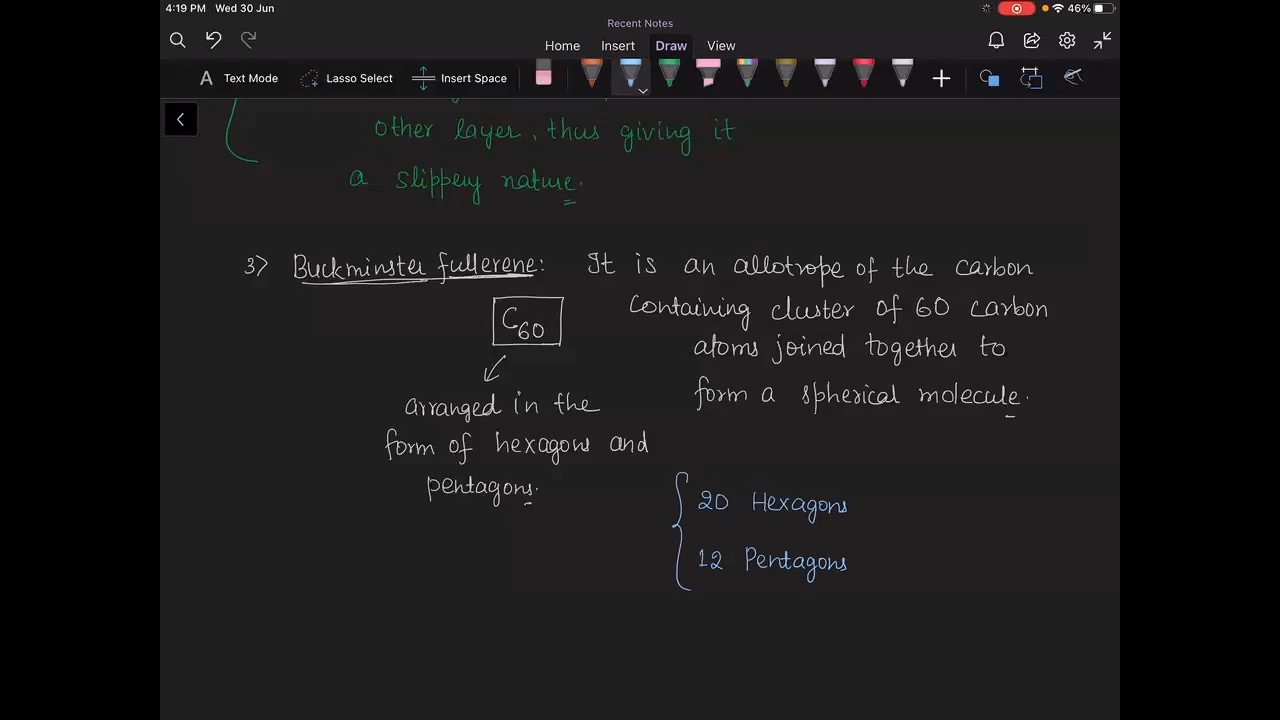 4:19 PM Wed 30 Jun
46%
Recent Notes
Home Insert Draw View
Text Mode
Lasso Select
Insert Space
other layer, thus giving it
a slippery nature.
3> Buckminster fullerene: It is an allotrope of the carbon
containing cluster of 60 carbon
C60
atoms joined together to
form a spherical molecule.
arranged in the
form of hexagons and
pentagons.
20 Hexagons
12 Pentagons